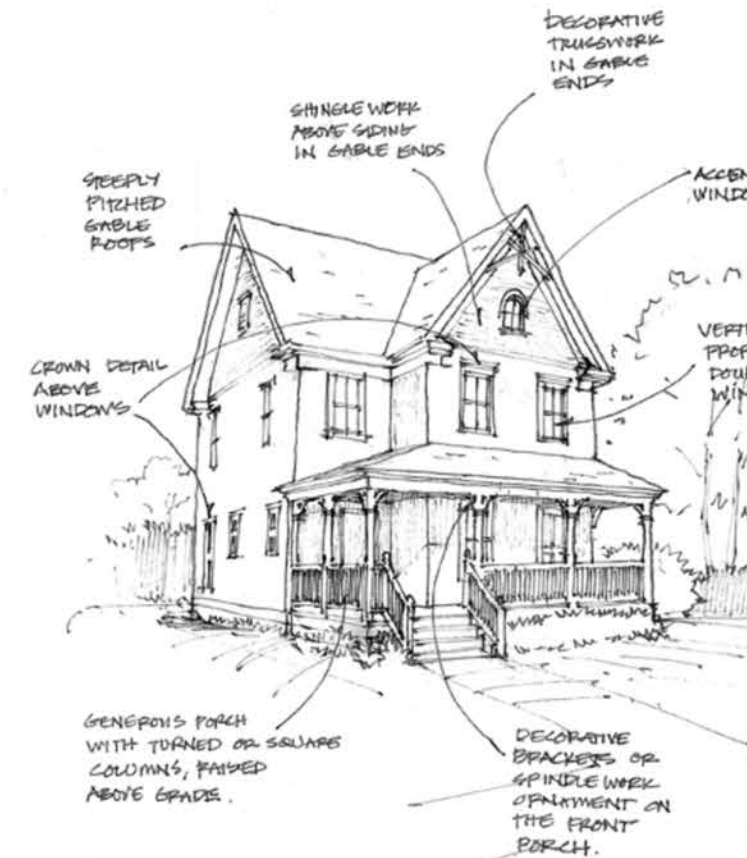 DECORATIVE
TRUSSWORK
IN GABLE
ENDS
SHINGLE WORK
ABOVE SIDING
IN GABLE ENDS
STEEPLY
PITCHED
GABLE
ROOFS
CROWN DETAIL
ABOVE
WINDOWS
GENEROUS PORCH
WITH TURNED OR SQUARE
COLUMNS, RAISED
ABOVE GRADE.
DECORATIVE
BRACKETS OR
SPINDLE WORK
ORNAMENT ON
THE FRONT
PORCH.